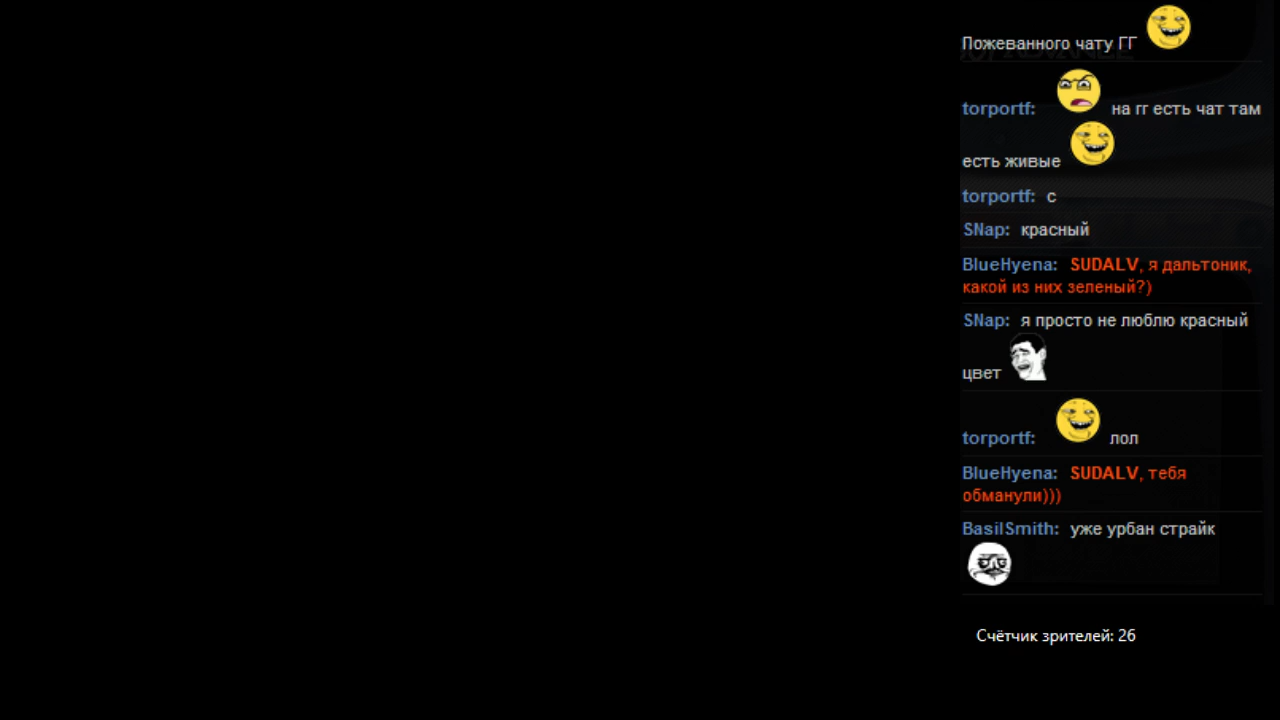 Пожеванного чату ГГ
torportf: на гг есть чат там
есть живые
torportf: с
SNap: красный
BlueHyena: SUDALV, я дальтоник,
какой из них зеленый?)
SNap: я просто не люблю красный
цвет
torportf: лол
BlueHyena: SUDALV, тебя
обманули)))
BasilSmith: уже урбан страйк
Счётчик зрителей: 26